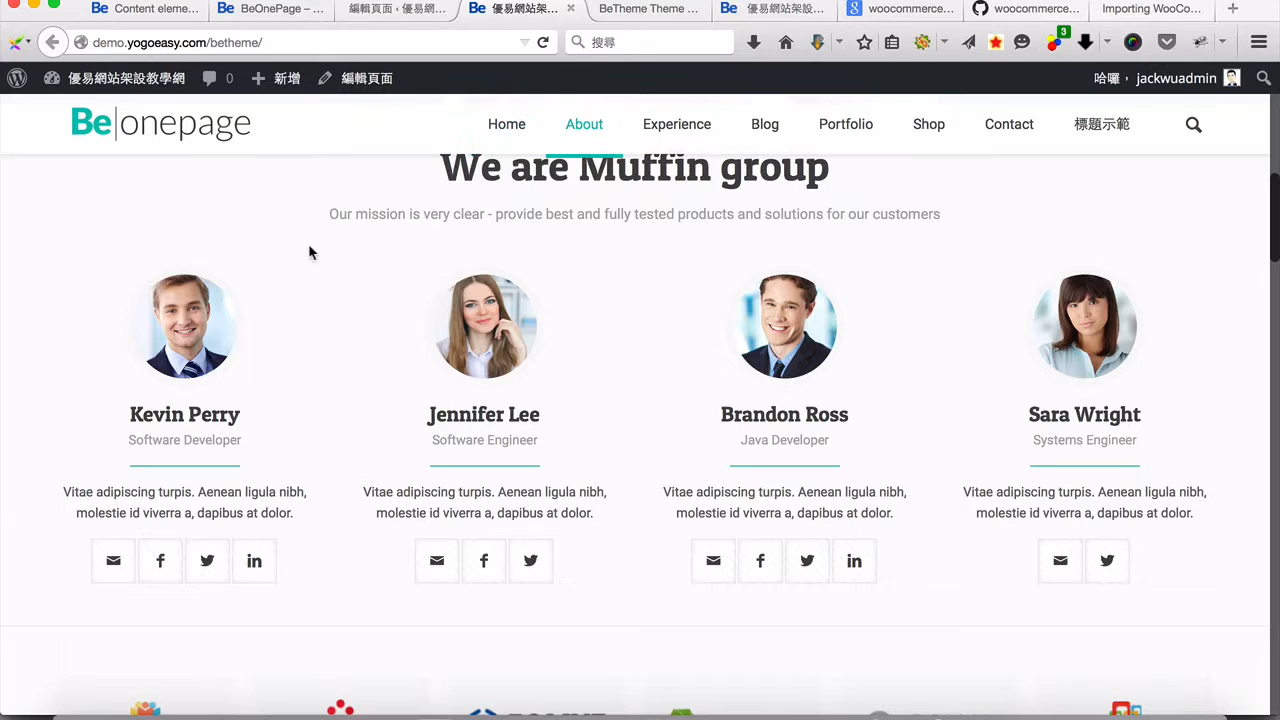 Be Content eleme...
Be BeOnePage – ...
編輯頁面 ‹ 優易網...
Be 優易網站架...
BeTheme Theme ...
Be 優易網站架設...
woocommerce...
woocommerce...
Importing WooCo...
demo.yogoeasy.com/betheme/
搜尋
3
優易網站架設教學網
0
新增
編輯頁面
哈囉， jackwuadmin
Be|onepage
Home
About
Experience
Blog
Portfolio
Shop
Contact
標題示範
We are Muffin group
Our mission is very clear - provide best and fully tested products and solutions for our customers
Kevin Perry
Software Developer
Vitae adipiscing turpis. Aenean ligula nibh,
molestie id viverra a, dapibus at dolor.
Jennifer Lee
Software Engineer
Vitae adipiscing turpis. Aenean ligula nibh,
molestie id viverra a, dapibus at dolor.
Brandon Ross
Java Developer
Vitae adipiscing turpis. Aenean ligula nibh,
molestie id viverra a, dapibus at dolor.
Sara Wright
Systems Engineer
Vitae adipiscing turpis. Aenean ligula nibh,
molestie id viverra a, dapibus at dolor.